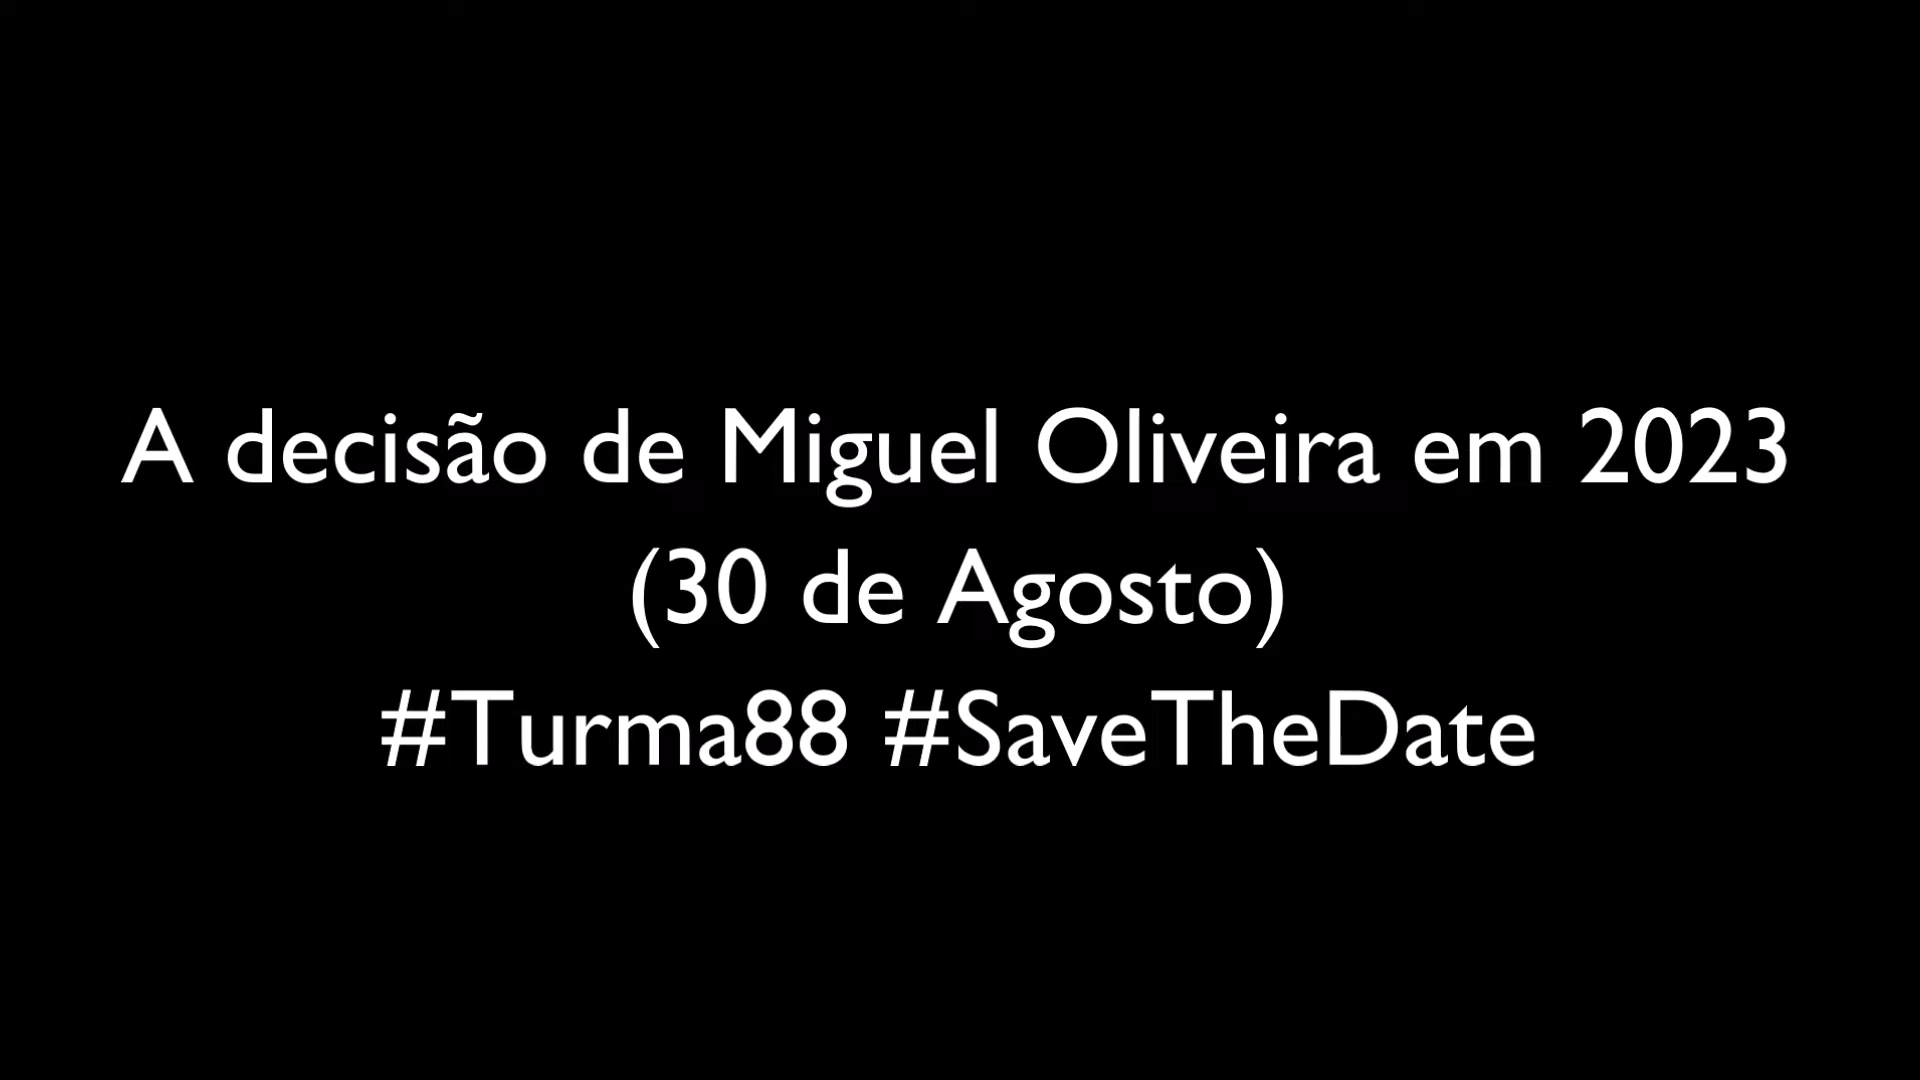 A decisão de Miguel Oliveira em 2023
(30 de Agosto)
#Turma88 #SaveTheDate